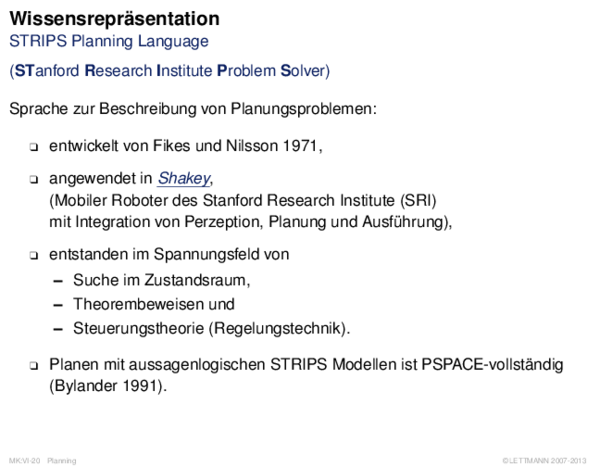 Wissensrepräsentation
STRIPS Planning Language
(STanford Research Institute Problem Solver)
Sprache zur Beschreibung von Planungsproblemen:
❑ entwickelt von Fikes und Nilsson 1971,
❑ angewendet in Shakey,
(Mobiler Roboter des Stanford Research Institute (SRI)
mit Integration von Perzeption, Planung und Ausführung),
❑ entstanden im Spannungsfeld von
– Suche im Zustandsraum,
– Theorembeweisen und
– Steuerungstheorie (Regelungstechnik).
❑ Planen mit aussagenlogischen STRIPS Modellen ist PSPACE-vollständig
(Bylander 1991).
MK:VI-20 Planning ©LETTMANN 2007-2013